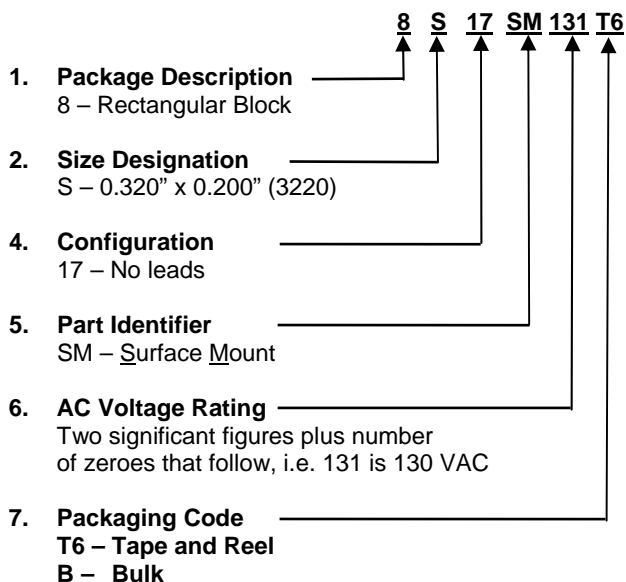 8 S 17 SM 131 T6
1. Package Description
8 – Rectangular Block
2. Size Designation
S – 0.320” x 0.200” (3220)
4. Configuration
17 – No leads
5. Part Identifier
SM – Surface Mount
6. AC Voltage Rating
Two significant figures plus number
of zeroes that follow, i.e. 131 is 130 VAC
7. Packaging Code
T6 – Tape and Reel
B – Bulk